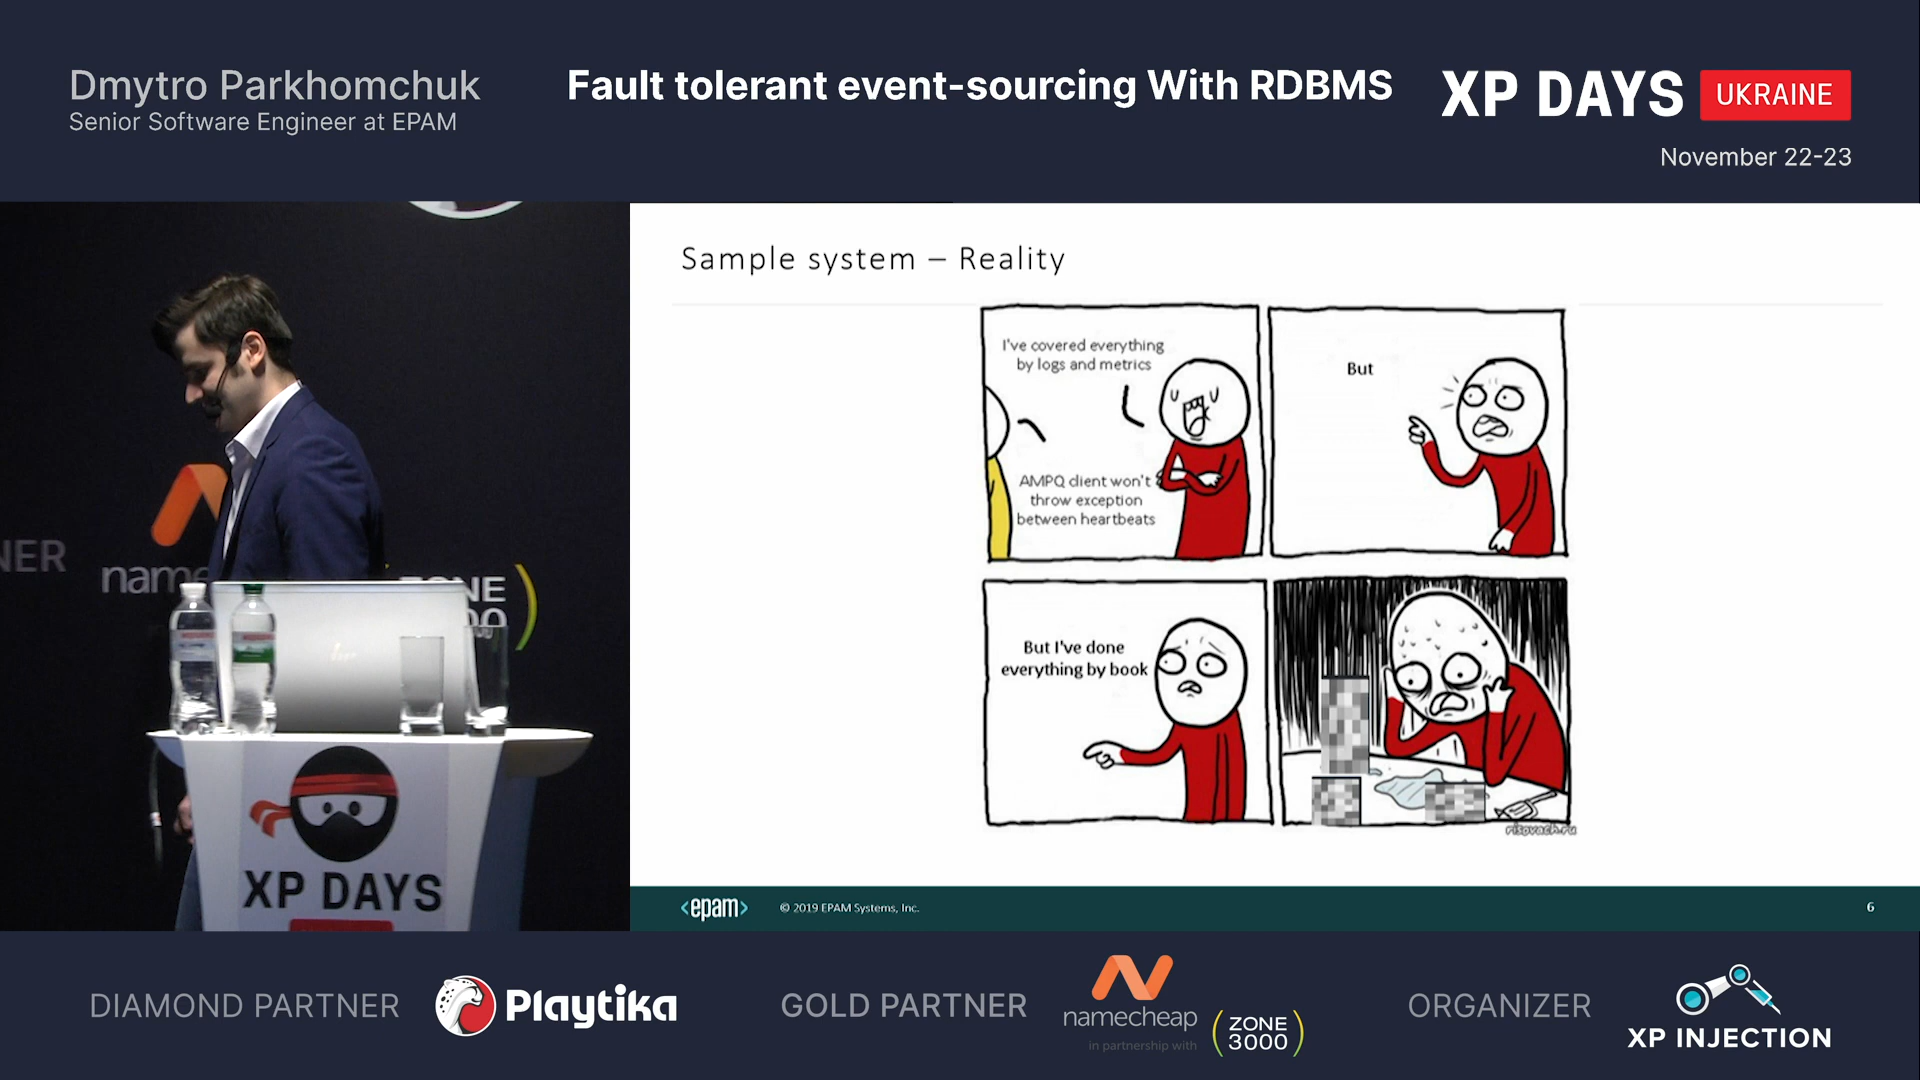 Dmytro Parkhomchuk
Senior Software Engineer at EPAM
Fault tolerant event-sourcing With RDBMS
XP DAYS UKRAINE
November 22-23
NER
name
ZONE
XP DAYS
Sample system – Reality
I've covered everything
by logs and metrics
AMPQ client won't
throw exception
between heartbeats
But
But I've done
everything by book
risovach.ru
<epam>
© 2019 EPAM Systems, Inc.
6
DIAMOND PARTNER
Playtika
GOLD PARTNER
namecheap
in partnership with
ZONE
3000
ORGANIZER
XP INJECTION